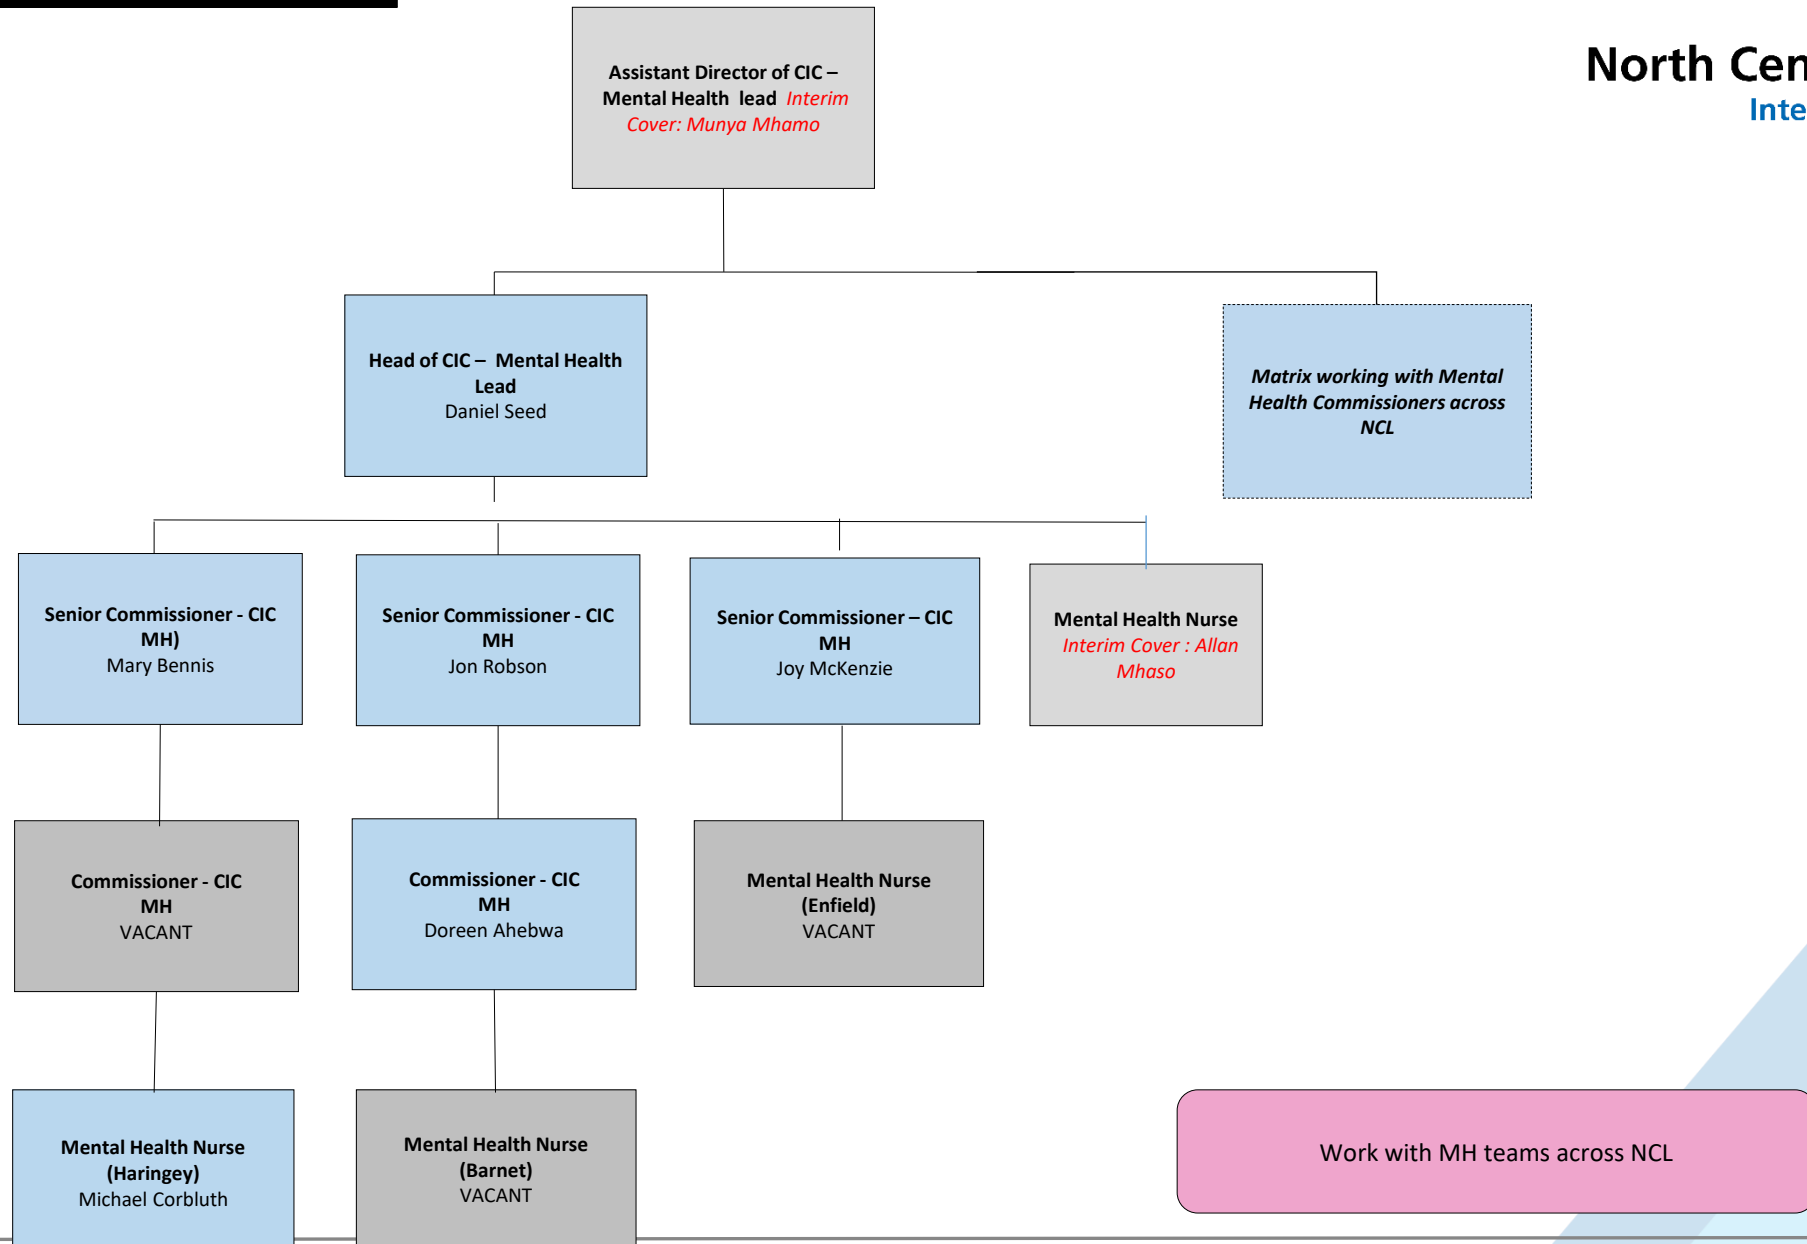 Assistant Director of CIC –
Mental Health lead Interim
Cover: Munya Mhamo
North Cen
Inte
Head of CIC – Mental Health
Lead
Daniel Seed
Matrix working with Mental
Health Commissioners across
NCL
Senior Commissioner - CIC
MH)
Mary Bennis
Senior Commissioner - CIC
MH
Jon Robson
Senior Commissioner – CIC
MH
Joy McKenzie
Mental Health Nurse
Interim Cover : Allan
Mhaso
Commissioner - CIC
MH
VACANT
Commissioner - CIC
MH
Doreen Ahebwa
Mental Health Nurse
(Enfield)
VACANT
Mental Health Nurse
(Haringey)
Michael Corbluth
Mental Health Nurse
(Barnet)
VACANT
Work with MH teams across NCL